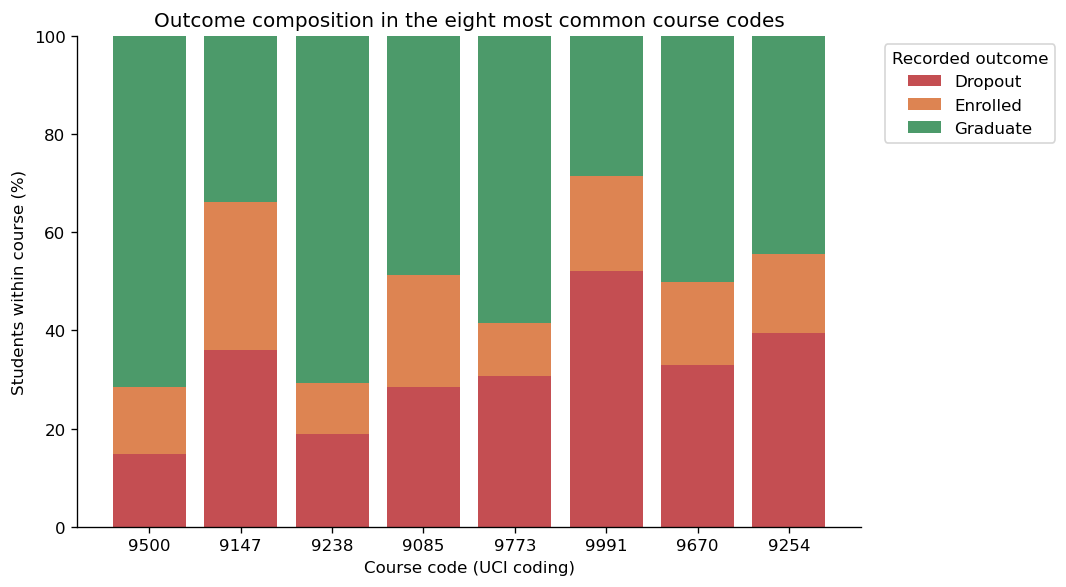 Outcome composition in the eight most common course codes
Recorded outcome
Dropout
Enrolled
Graduate
Students within course (%)
100
80
60
40
20
0
9500 9147 9238 9085 9773 9991 9670 9254
Course code (UCI coding)